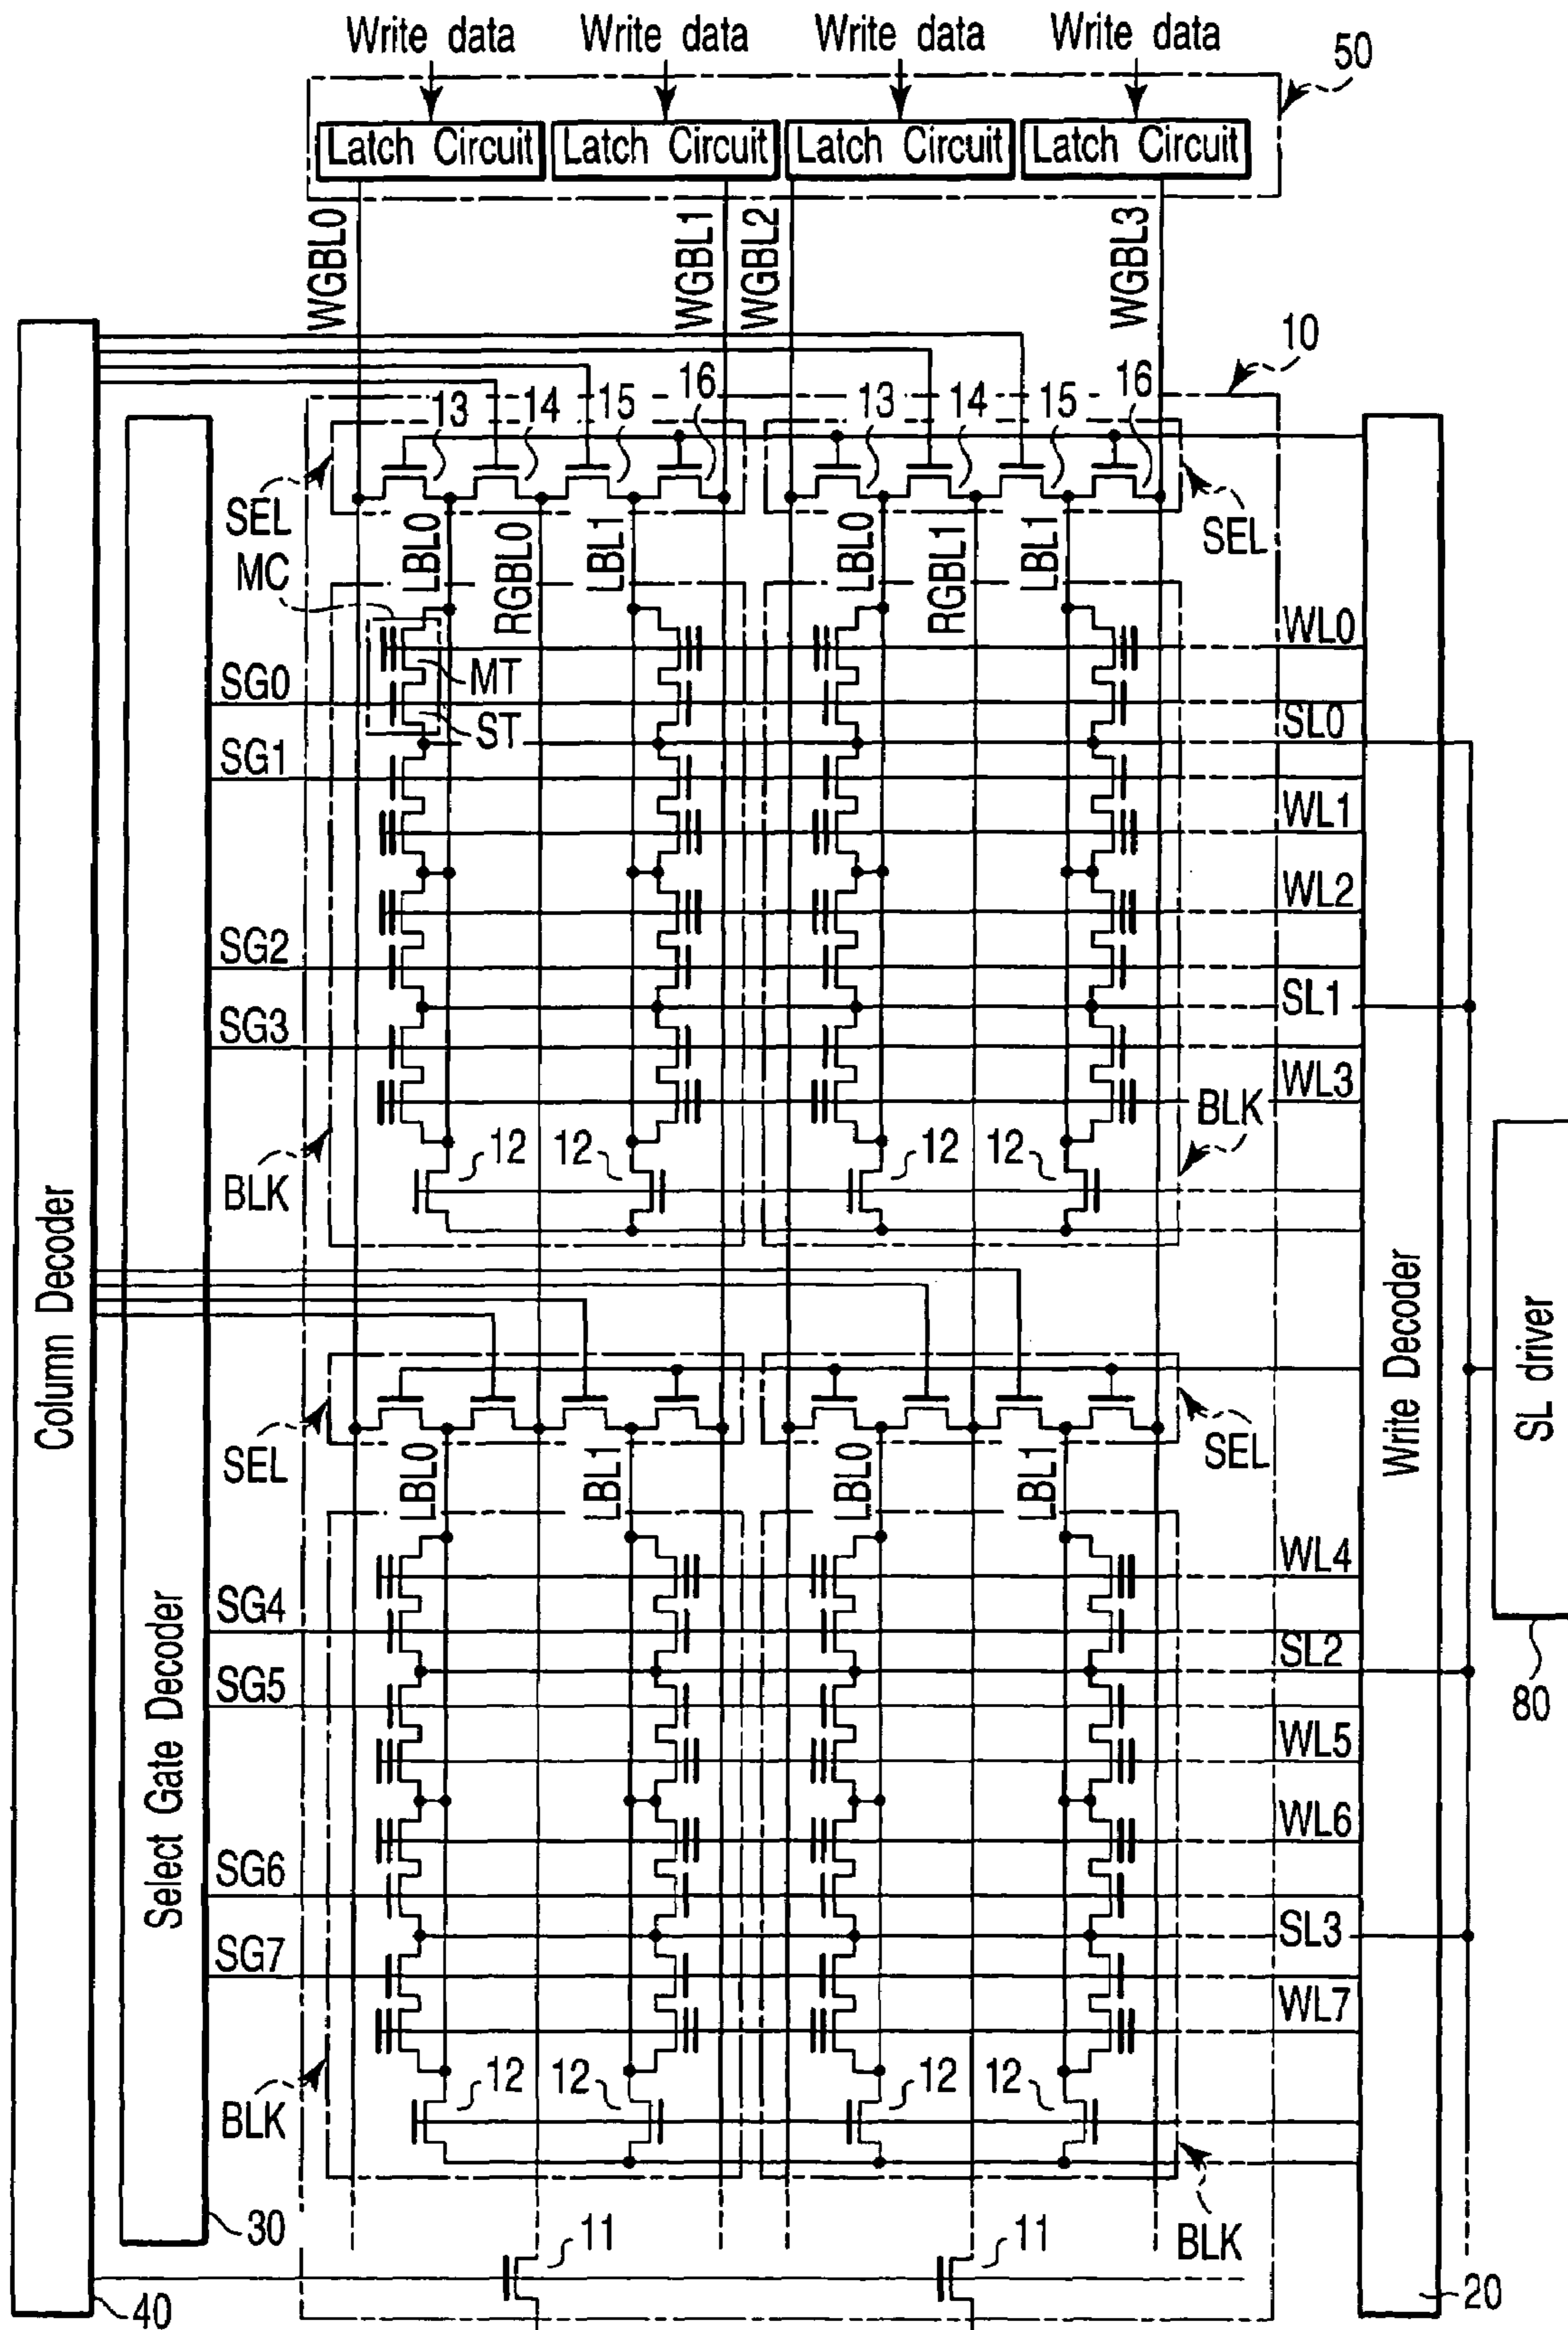 Write data Write data Write data Write data
50
Latch Circuit Latch Circuit Latch Circuit Latch Circuit
WGBL0 WGBL1 WGBL2 WGBL3
10
13 14 15 16 13 14 15 16
SEL LBL0 RGBL0 LBL1 LBL0 RGBL1 LBL1 SEL
MC
WL0
MT
SG0
ST
SL0
SG1
WL1
WL2
SG2
SL1
SG3
WL3
BLK
12 12 12 12
BLK
Column Decoder
Write Decoder
SL driver
SEL LBL0 LBL1 LBL0 LBL1 SEL
WL4
SG4
Select Gate Decoder
SL2
SG5
80
WL5
WL6
SG6
SL3
SG7
WL7
12 12 12 12
BLK
30
11 11
BLK
40
20